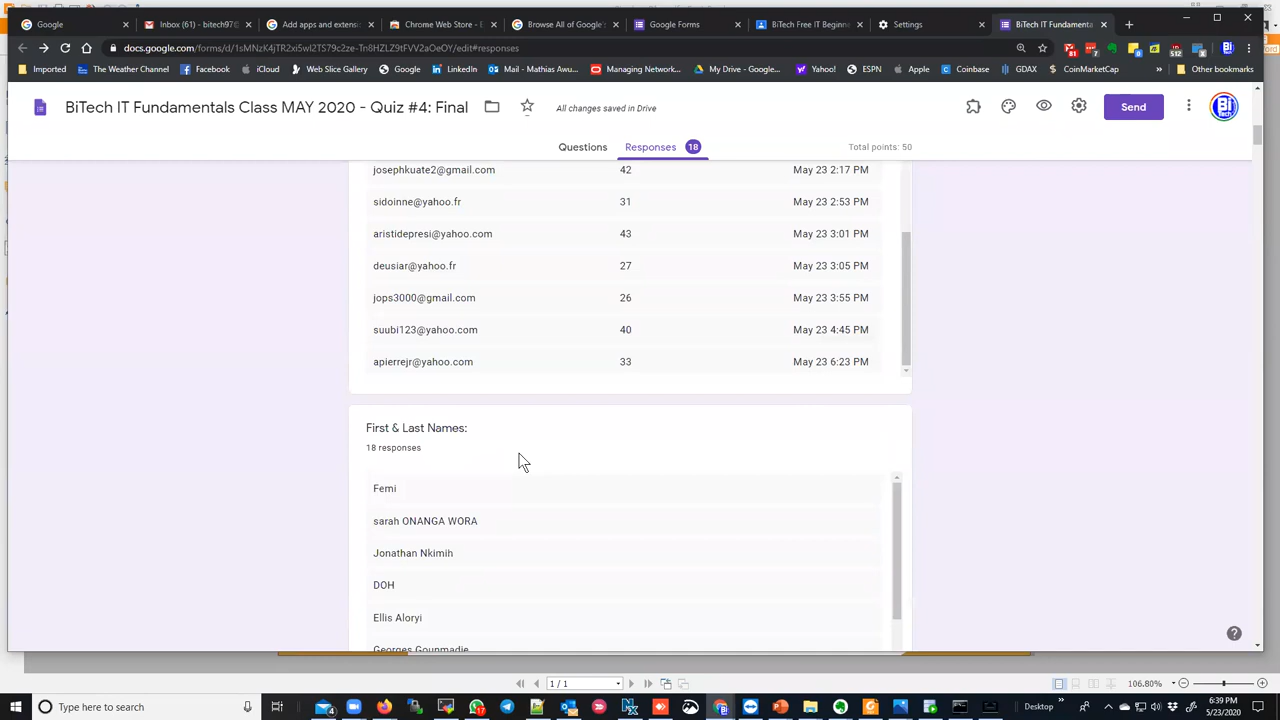 Google
Inbox (61) - bitech97@
Add apps and extensi
Chrome Web Store - E
Browse All of Google'
Google Forms
BiTech Free IT Beginne
Settings
BiTech IT Fundamenta
docs.google.com/forms/d/1sMNzK4jTR2xi5wI2TS79c2ze-Tn8HZLZ9tFVV2aOeOY/edit#responses
Imported
The Weather Channel
Facebook
iCloud
Web Slice Gallery
Google
LinkedIn
Mail - Mathias Awu...
Managing Network...
My Drive - Google...
Yahoo!
ESPN
Apple
Coinbase
GDAX
CoinMarketCap
»
Other bookmarks
BiTech IT Fundamentals Class MAY 2020 - Quiz #4: Final
All changes saved in Drive
Send
Questions
Responses 18
Total points: 50
josephkuate2@gmail.com 42 May 23 2:17 PM
sidoinne@yahoo.fr 31 May 23 2:53 PM
aristidepresi@yahoo.com 43 May 23 3:01 PM
deusiar@yahoo.fr 27 May 23 3:05 PM
jops3000@gmail.com 26 May 23 3:55 PM
suubi123@yahoo.com 40 May 23 4:45 PM
apierrejr@yahoo.com 33 May 23 6:23 PM
First & Last Names:
18 responses
Femi
sarah ONANGA WORA
Jonathan Nkimih
DOH
Ellis Aloryi
Georges Gounmadje
1 / 1
106.80%
Type here to search
Desktop
6:39 PM
5/23/2020